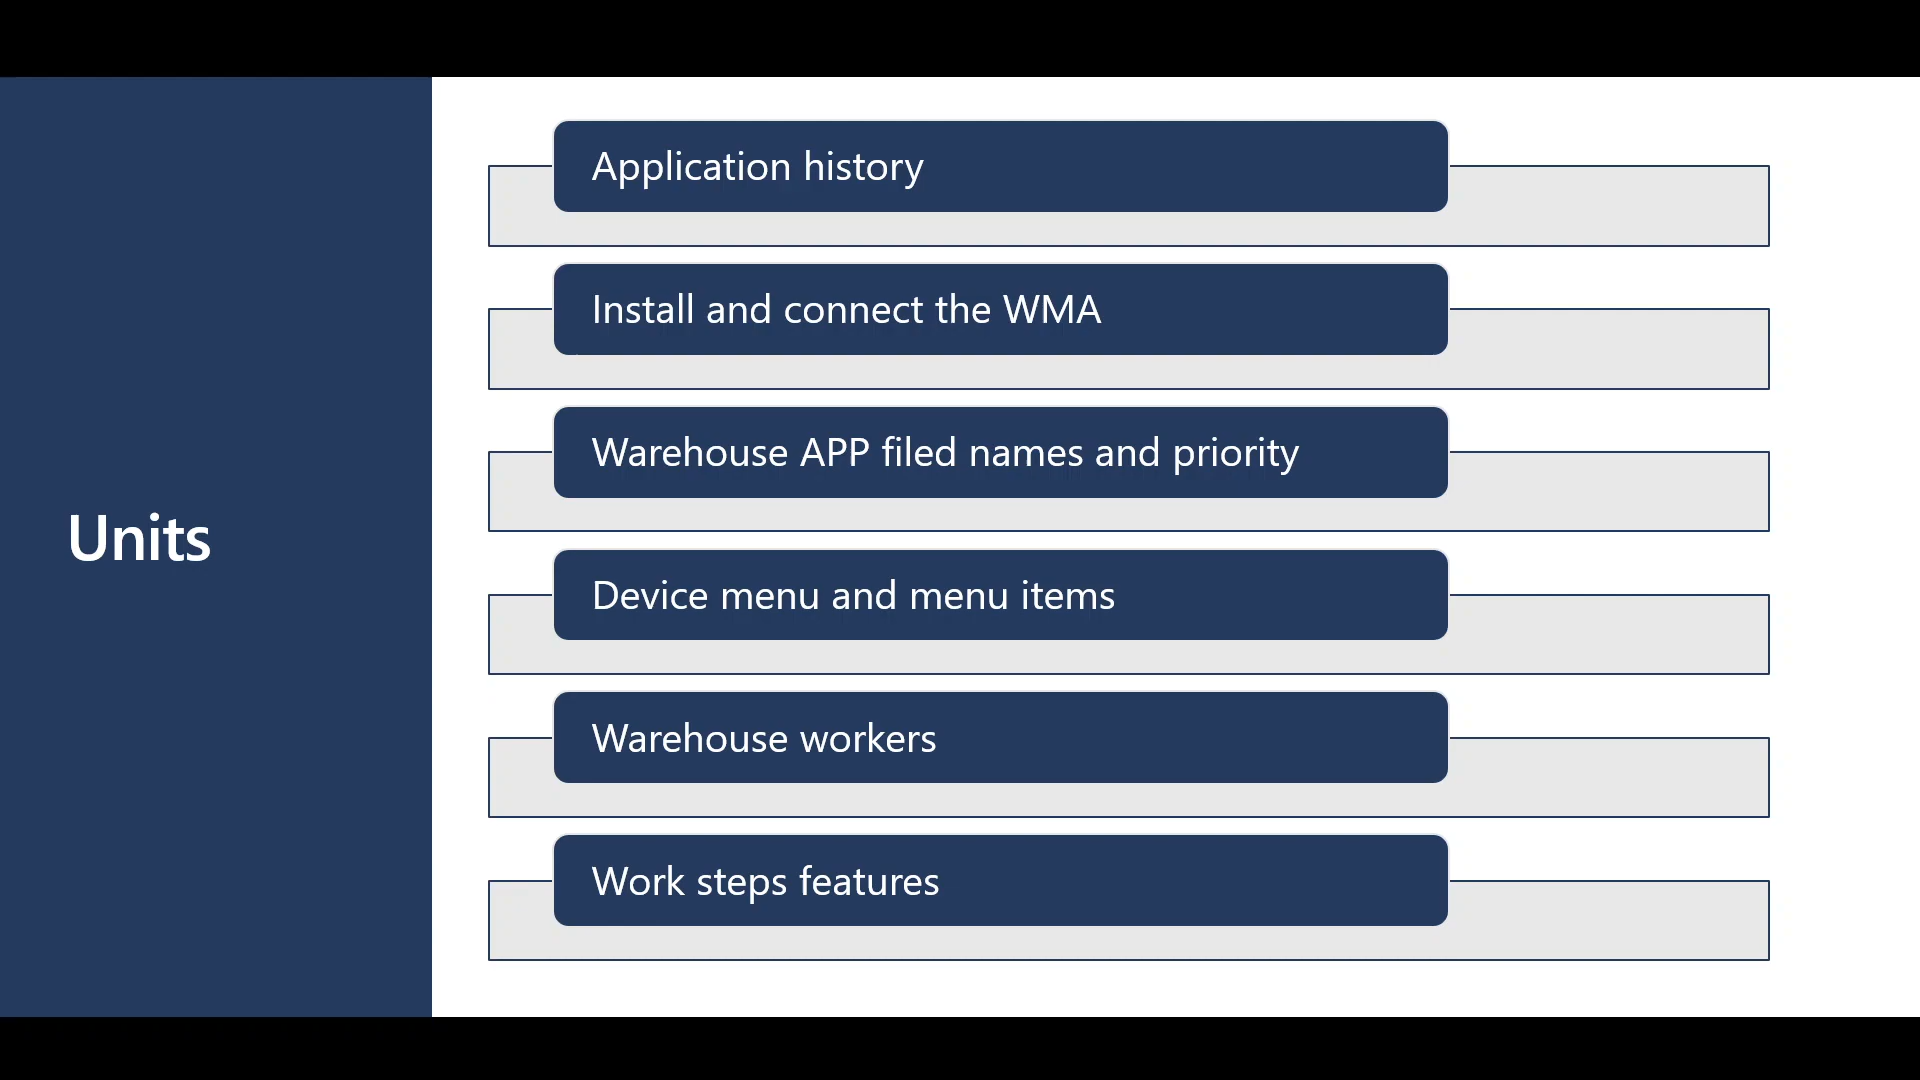 Units
Application history
Install and connect the WMA
Warehouse APP filed names and priority
Device menu and menu items
Warehouse workers
Work steps features